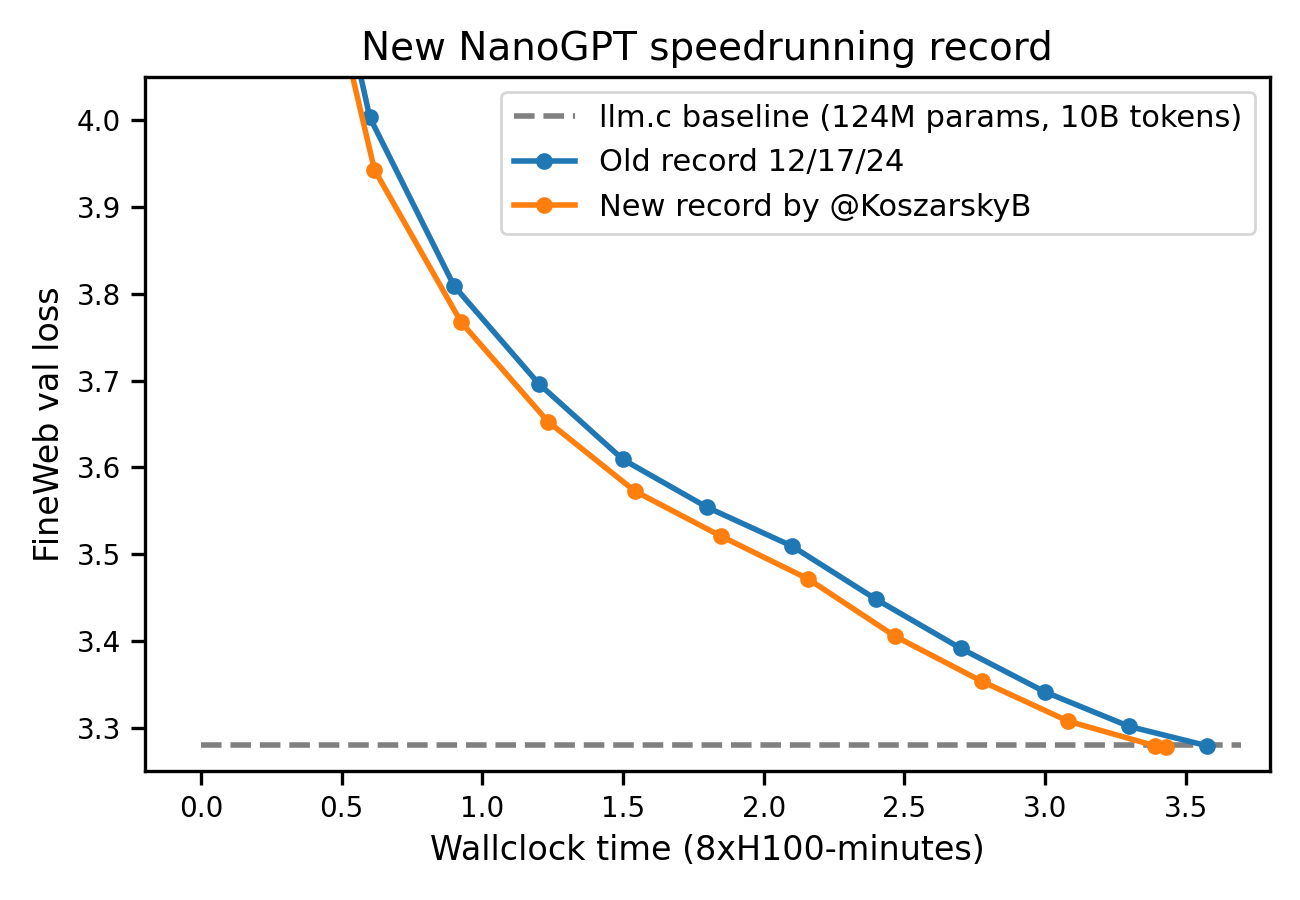 New NanoGPT speedrunning record
llm.c baseline (124M params, 10B tokens)
Old record 12/17/24
New record by @KoszarskyB
FineWeb val loss
4.0
3.9
3.8
3.7
3.6
3.5
3.4
3.3
0.0 0.5 1.0 1.5 2.0 2.5 3.0 3.5
Wallclock time (8xH100-minutes)